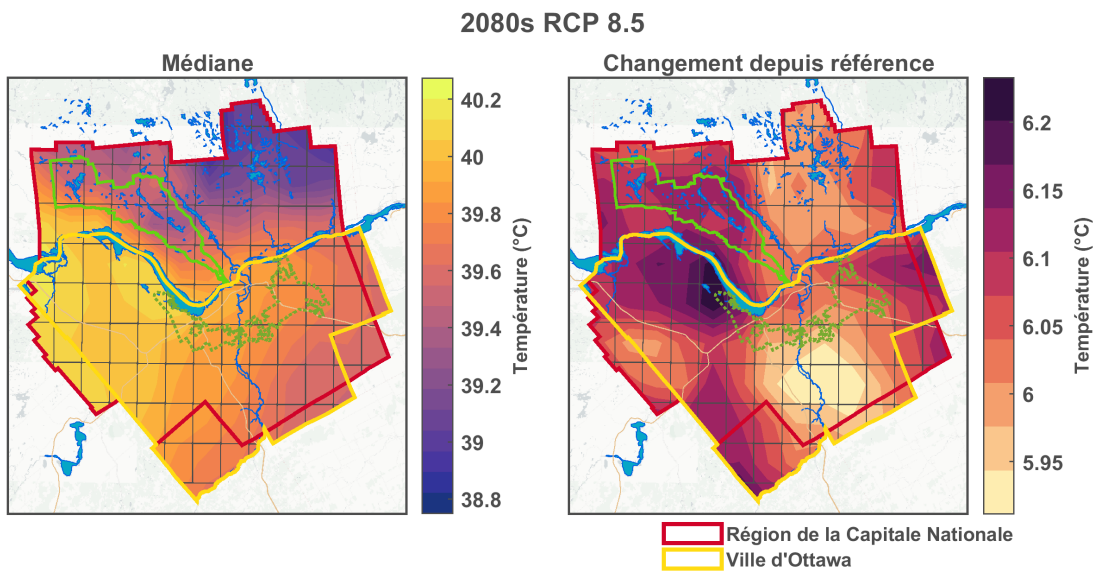 2080s RCP 8.5
Médiane
Changement depuis référence
40.2
40
39.8
39.6
39.4
39.2
39
38.8
Température (°C)
6.2
6.15
6.1
6.05
6
5.95
Température (°C)
Région de la Capitale Nationale
Ville d'Ottawa